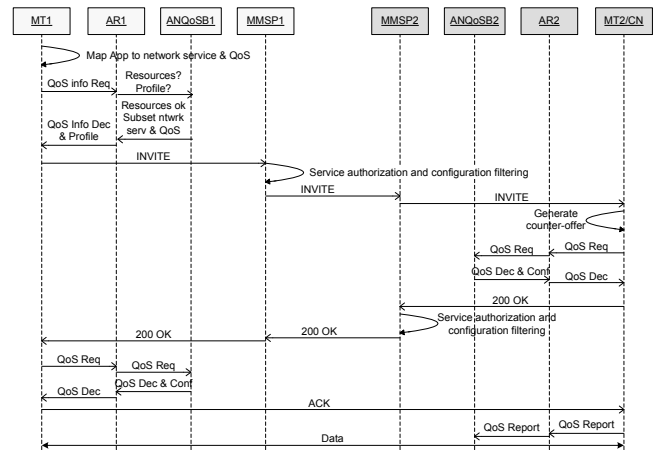 MT1 AR1 ANQoSB1 MMSP1 MMSP2 ANQoSB2 AR2 MT2/CN
Map App to network service & QoS
QoS info Req
Resources?
Profile?
Resources ok
Subset ntwrk
serv & QoS
QoS Info Dec
& Profile
INVITE
Service authorization and configuration filtering
INVITE
INVITE
Generate
counter-offer
QoS Req
QoS Req
QoS Dec & Conf
QoS Dec
200 OK
Service authorization and
configuration filtering
200 OK
200 OK
QoS Req
QoS Req
QoS Dec & Conf
QoS Dec
ACK
QoS Report
QoS Report
Data